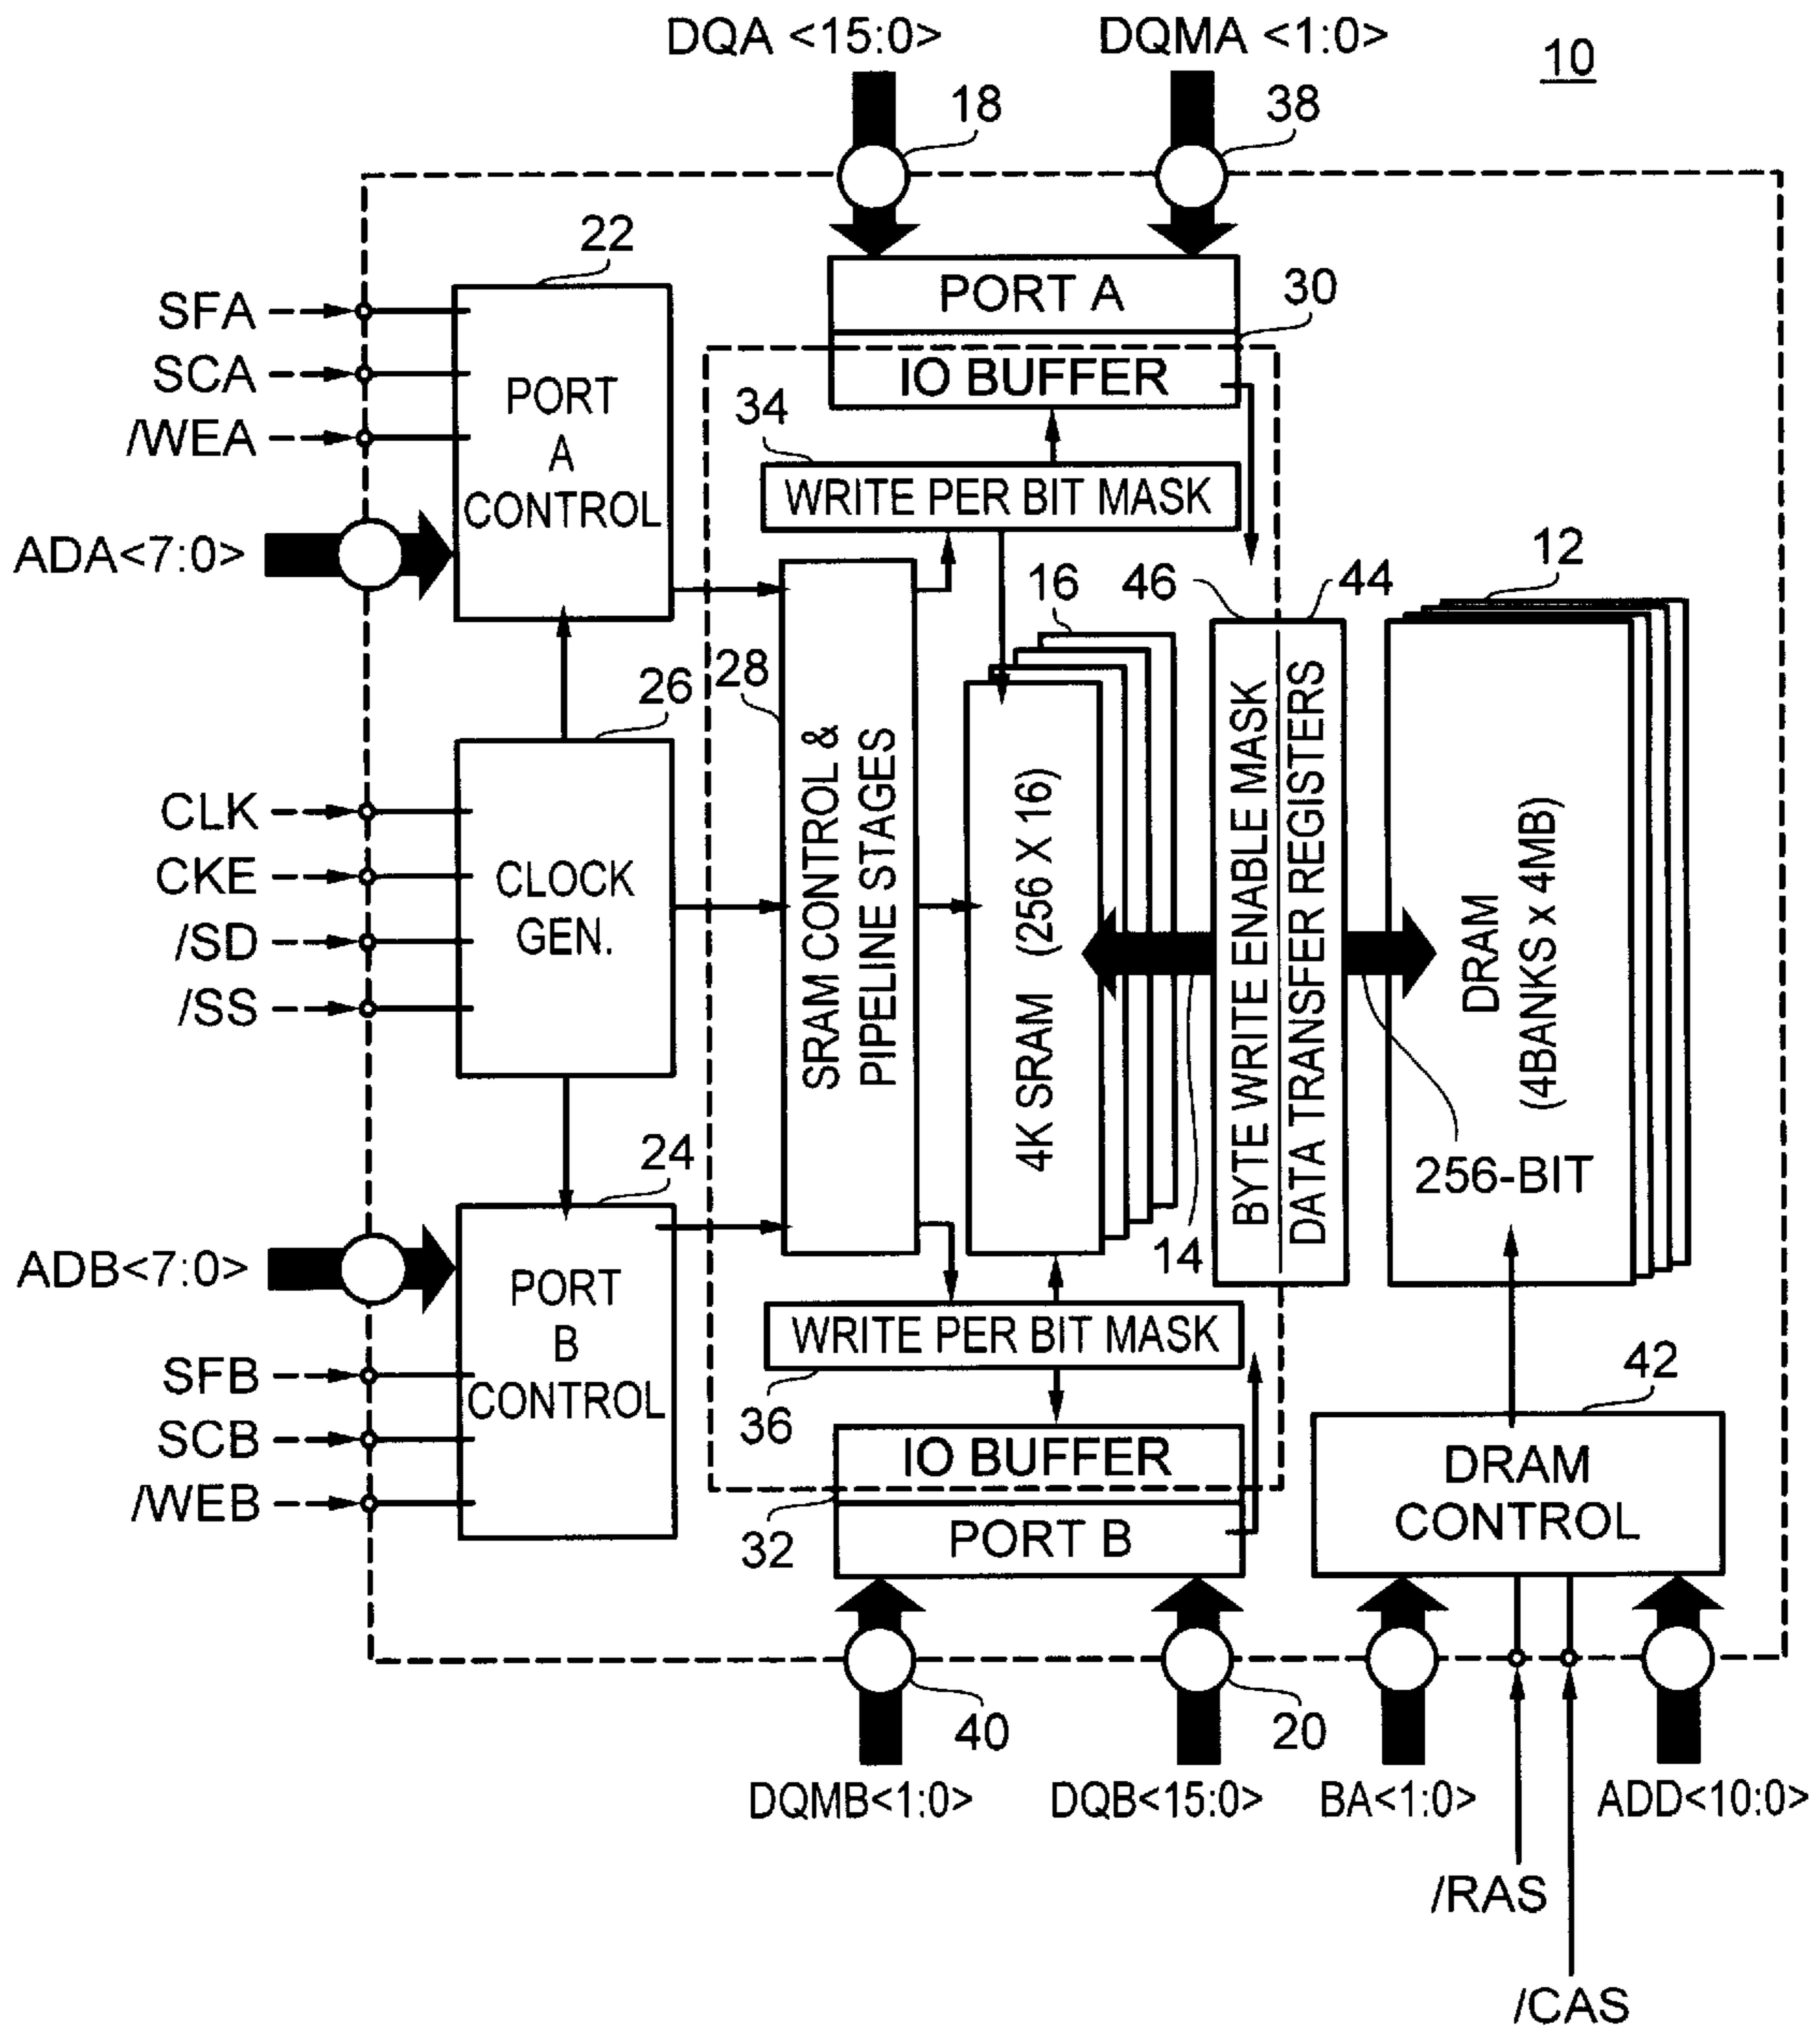 DQA <15:0>
DQMA <1:0>
10
18
38
22
PORT A
30
SFA
SCA
/WEA
PORT
A
CONTROL
IO BUFFER
34
WRITE PER BIT MASK
ADA<7:0>
16
46
44
12
28
26
SRAM CONTROL &
PIPELINE STAGES
4K SRAM (256 X 16)
BYTE WRITE ENABLE MASK
DATA TRANSFER REGISTERS
DRAM
(4BANKS x 4MB)
CLK
CKE
/SD
/SS
CLOCK
GEN.
256-BIT
24
14
ADB<7:0>
PORT
B
CONTROL
WRITE PER BIT MASK
SFB
SCB
/WEB
36
42
IO BUFFER
DRAM
CONTROL
32
PORT B
40
20
DQMB<1:0>
DQB<15:0>
BA<1:0>
ADD<10:0>
/RAS
/CAS